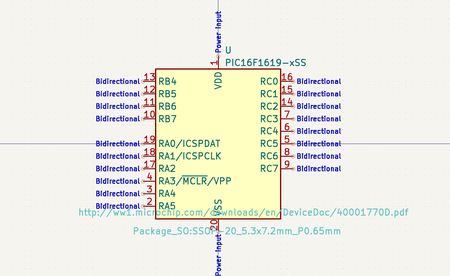 Power Input
U
PIC16F1619-xSS
1
VDD
Bidirectional 13 RB4 RC0 16 Bidirectional
Bidirectional 12 RB5 RC1 15 Bidirectional
Bidirectional 11 RB6 RC2 14 Bidirectional
Bidirectional 10 RB7 RC3 7 Bidirectional
RC4 6 Bidirectional
Bidirectional 19 RA0/ICSPDAT RC5 5 Bidirectional
Bidirectional 18 RA1/ICSPCLK RC6 8 Bidirectional
Bidirectional 17 RA2 RC7 9 Bidirectional
Bidirectional 4 RA3/MCLR/VPP
Bidirectional 3 RA4
Bidirectional 2 RA5
VSS
http://ww1.microchip.com/downloads/en/DeviceDoc/40001770D.pdf
20
Package_SO:SSOP-20_5.3x7.2mm_P0.65mm
Power Input